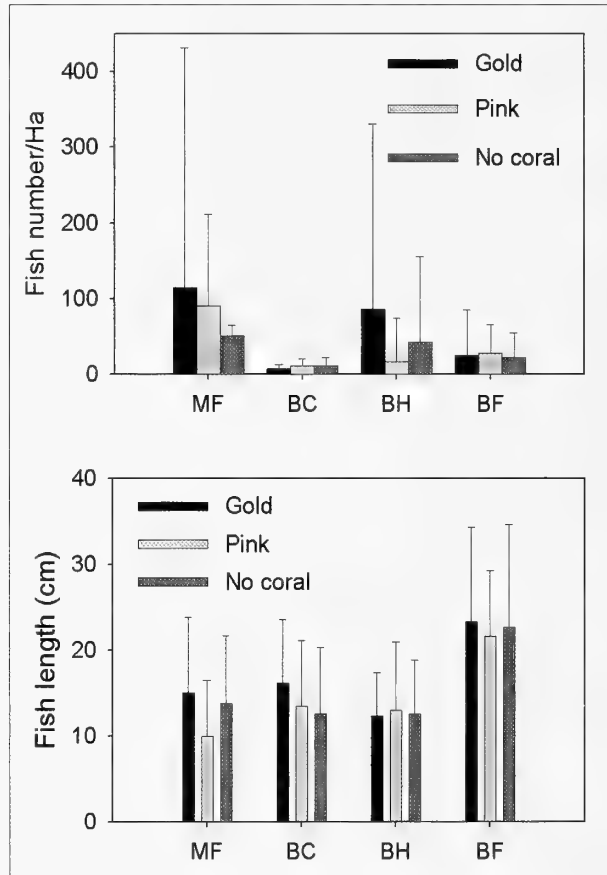 Fish number/Ha
400
300
200
100
0
Gold
Pink
No coral
MF BC BH BF
Fish length (cm)
40
30
20
10
0
Gold
Pink
No coral
MF BC BH BF